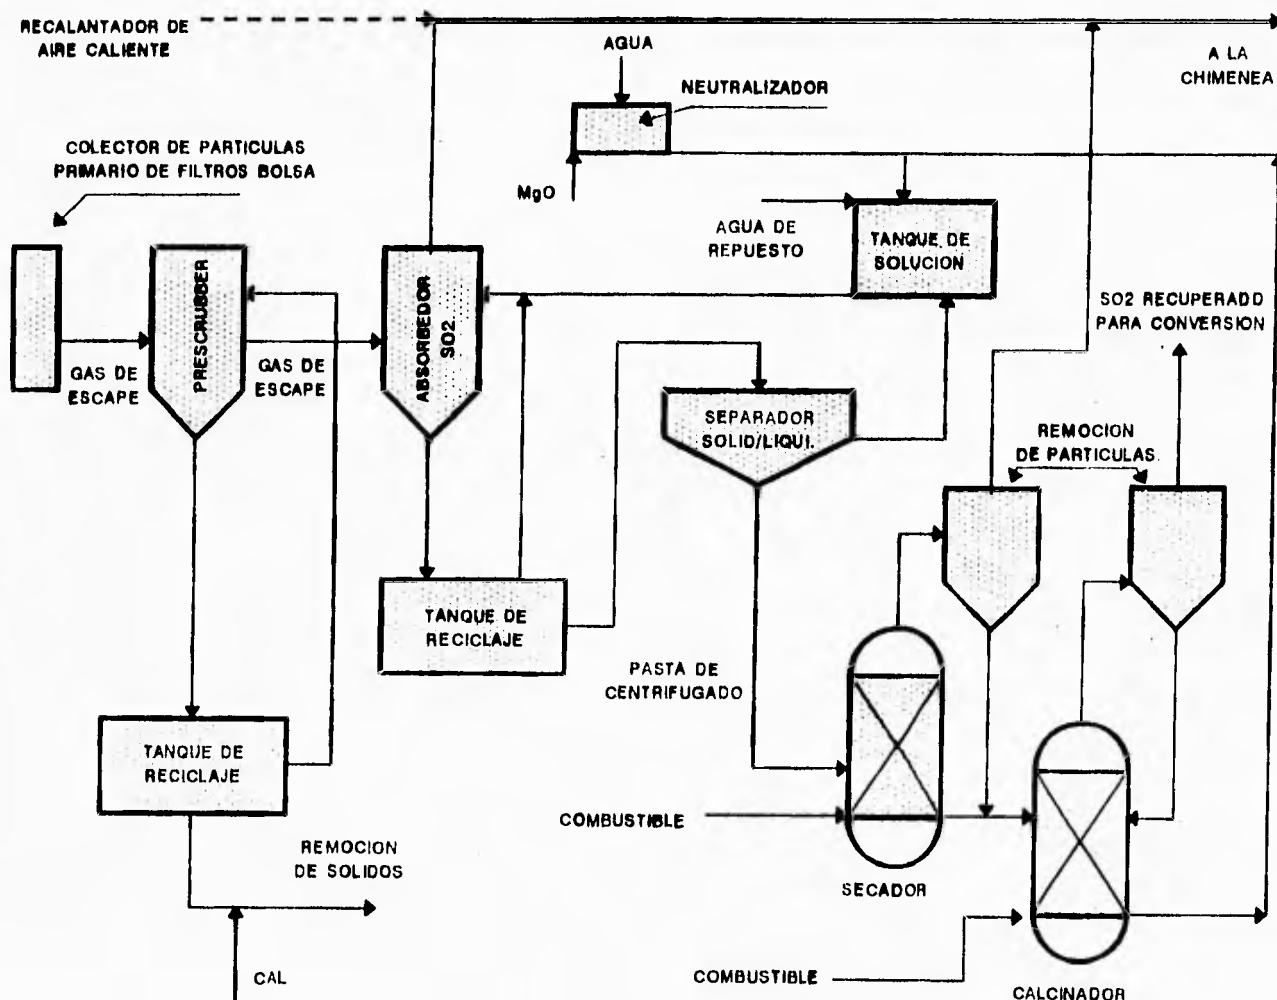 RECALANTADOR DE
AIRE CALIENTE
AGUA
A LA
CHIMENEA
NEUTRALIZADOR
COLECTOR DE PARTICULAS
PRIMARIO DE FILTROS BOLSA
MgO
AGUA DE
REPUESTO
TANQUE DE
SOLUCION
PRESCRUBBER
ABSORBEDOR
SO2
SO2 RECUPERADO
PARA CONVERSION
GAS DE
ESCAPE
GAS DE
ESCAPE
SEPARADOR
SOLID/LIQUI.
REMOCION
DE PARTICULAS.
TANQUE DE
RECICLAJE
PASTA DE
CENTRIFUGADO
TANQUE DE
RECICLAJE
COMBUSTIBLE
REMOCION
DE SOLIDOS
SECADOR
CAL
COMBUSTIBLE
CALCINADOR